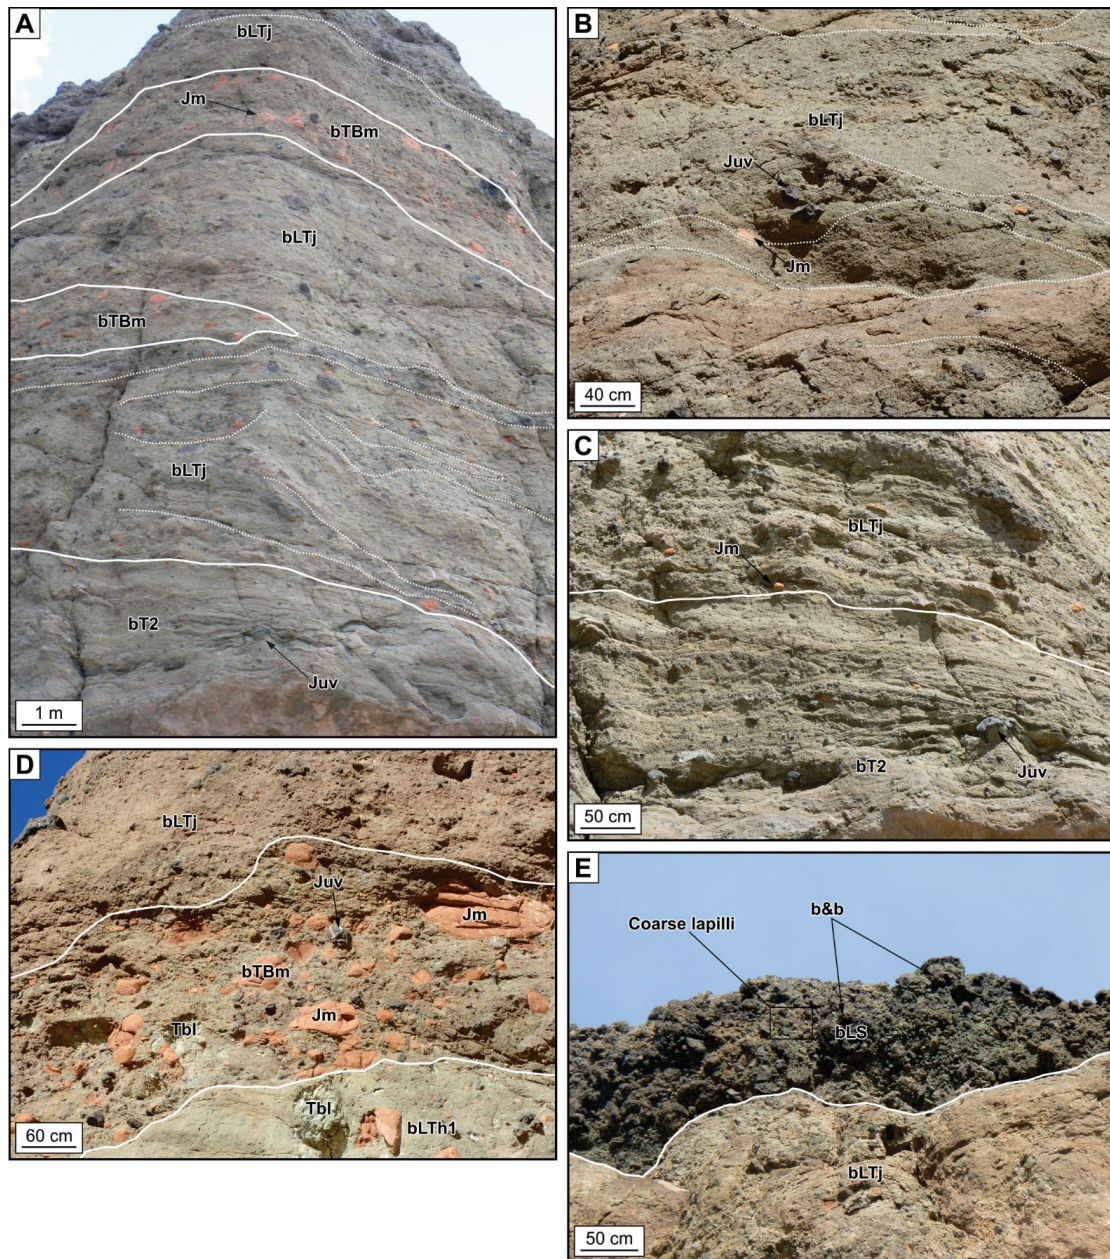 A
bLTj
Jm
bTBm
bLTj
bTBm
bLTj
bT2
Juv
1 m
B
bLTj
Juv
Jm
40 cm
C
bLTj
Jm
bT2
Juv
50 cm
D
bLTj
Juv
Jm
bTBm
Jm
Tbl
Tbl
bLTh1
60 cm
E
b&b
Coarse lapilli
bLS
bLTj
50 cm